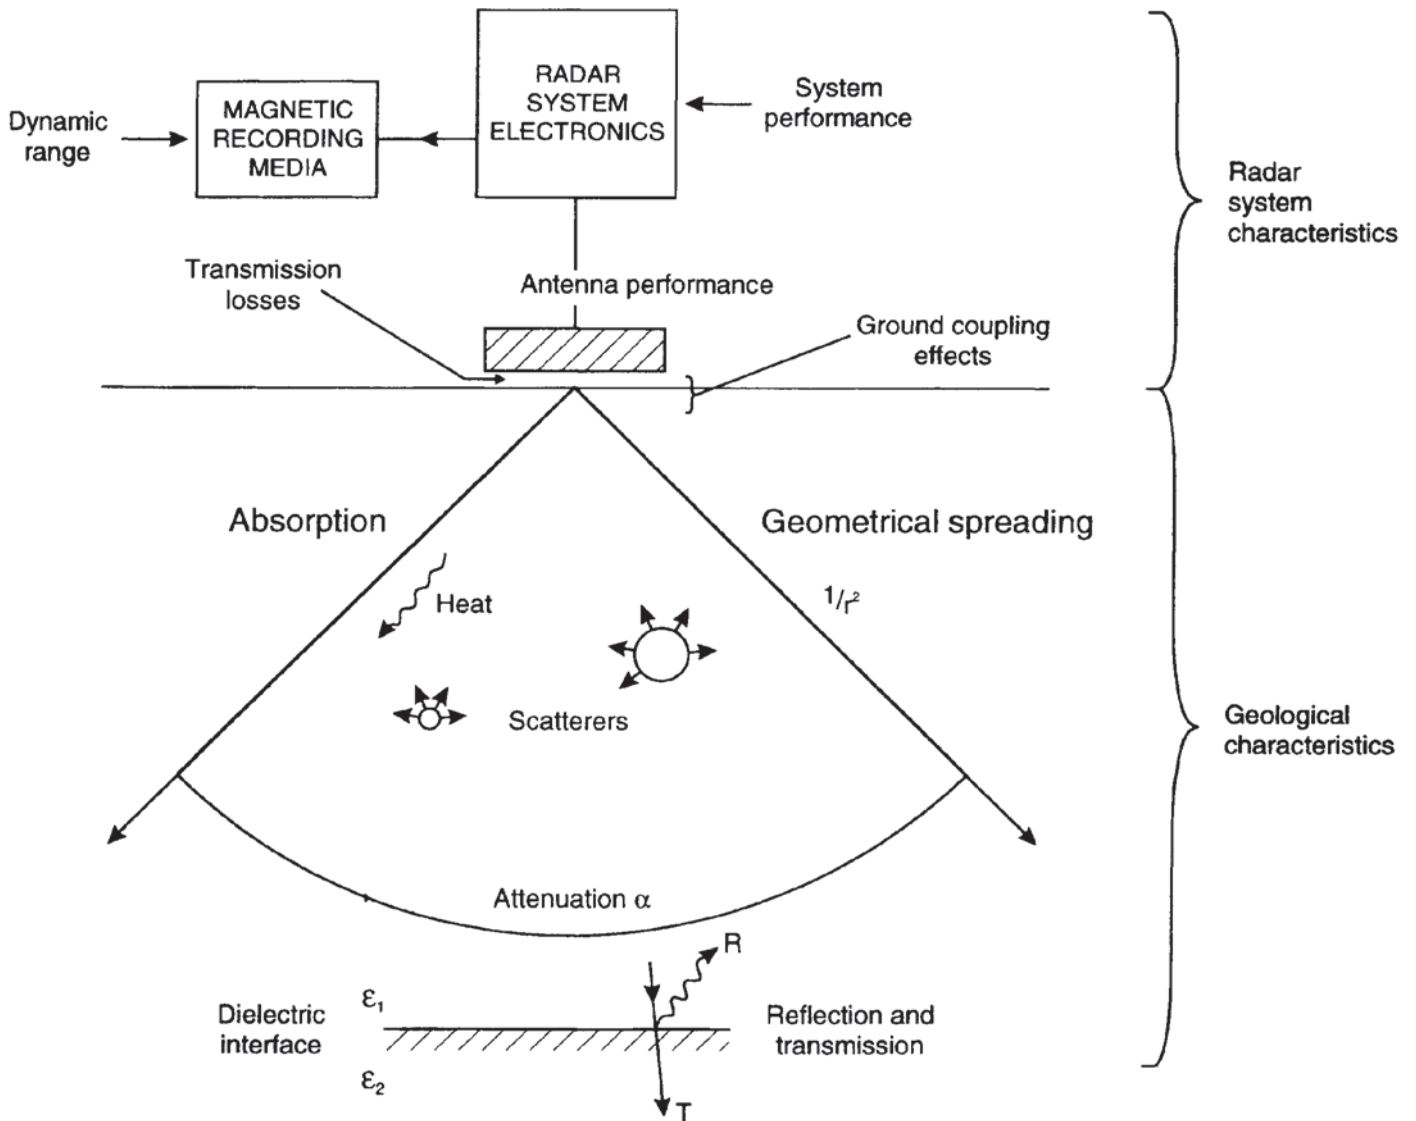 RADAR
SYSTEM
ELECTRONICS
System
performance
MAGNETIC
RECORDING
MEDIA
Dynamic
range
Radar
system
characteristics
Transmission
losses
Antenna performance
Ground coupling
effects
Absorption
Geometrical spreading
Heat
1/r²
Scatterers
Geological
characteristics
Attenuation α
R
Dielectric
interface
ε₁
Reflection and
transmission
ε₂
T